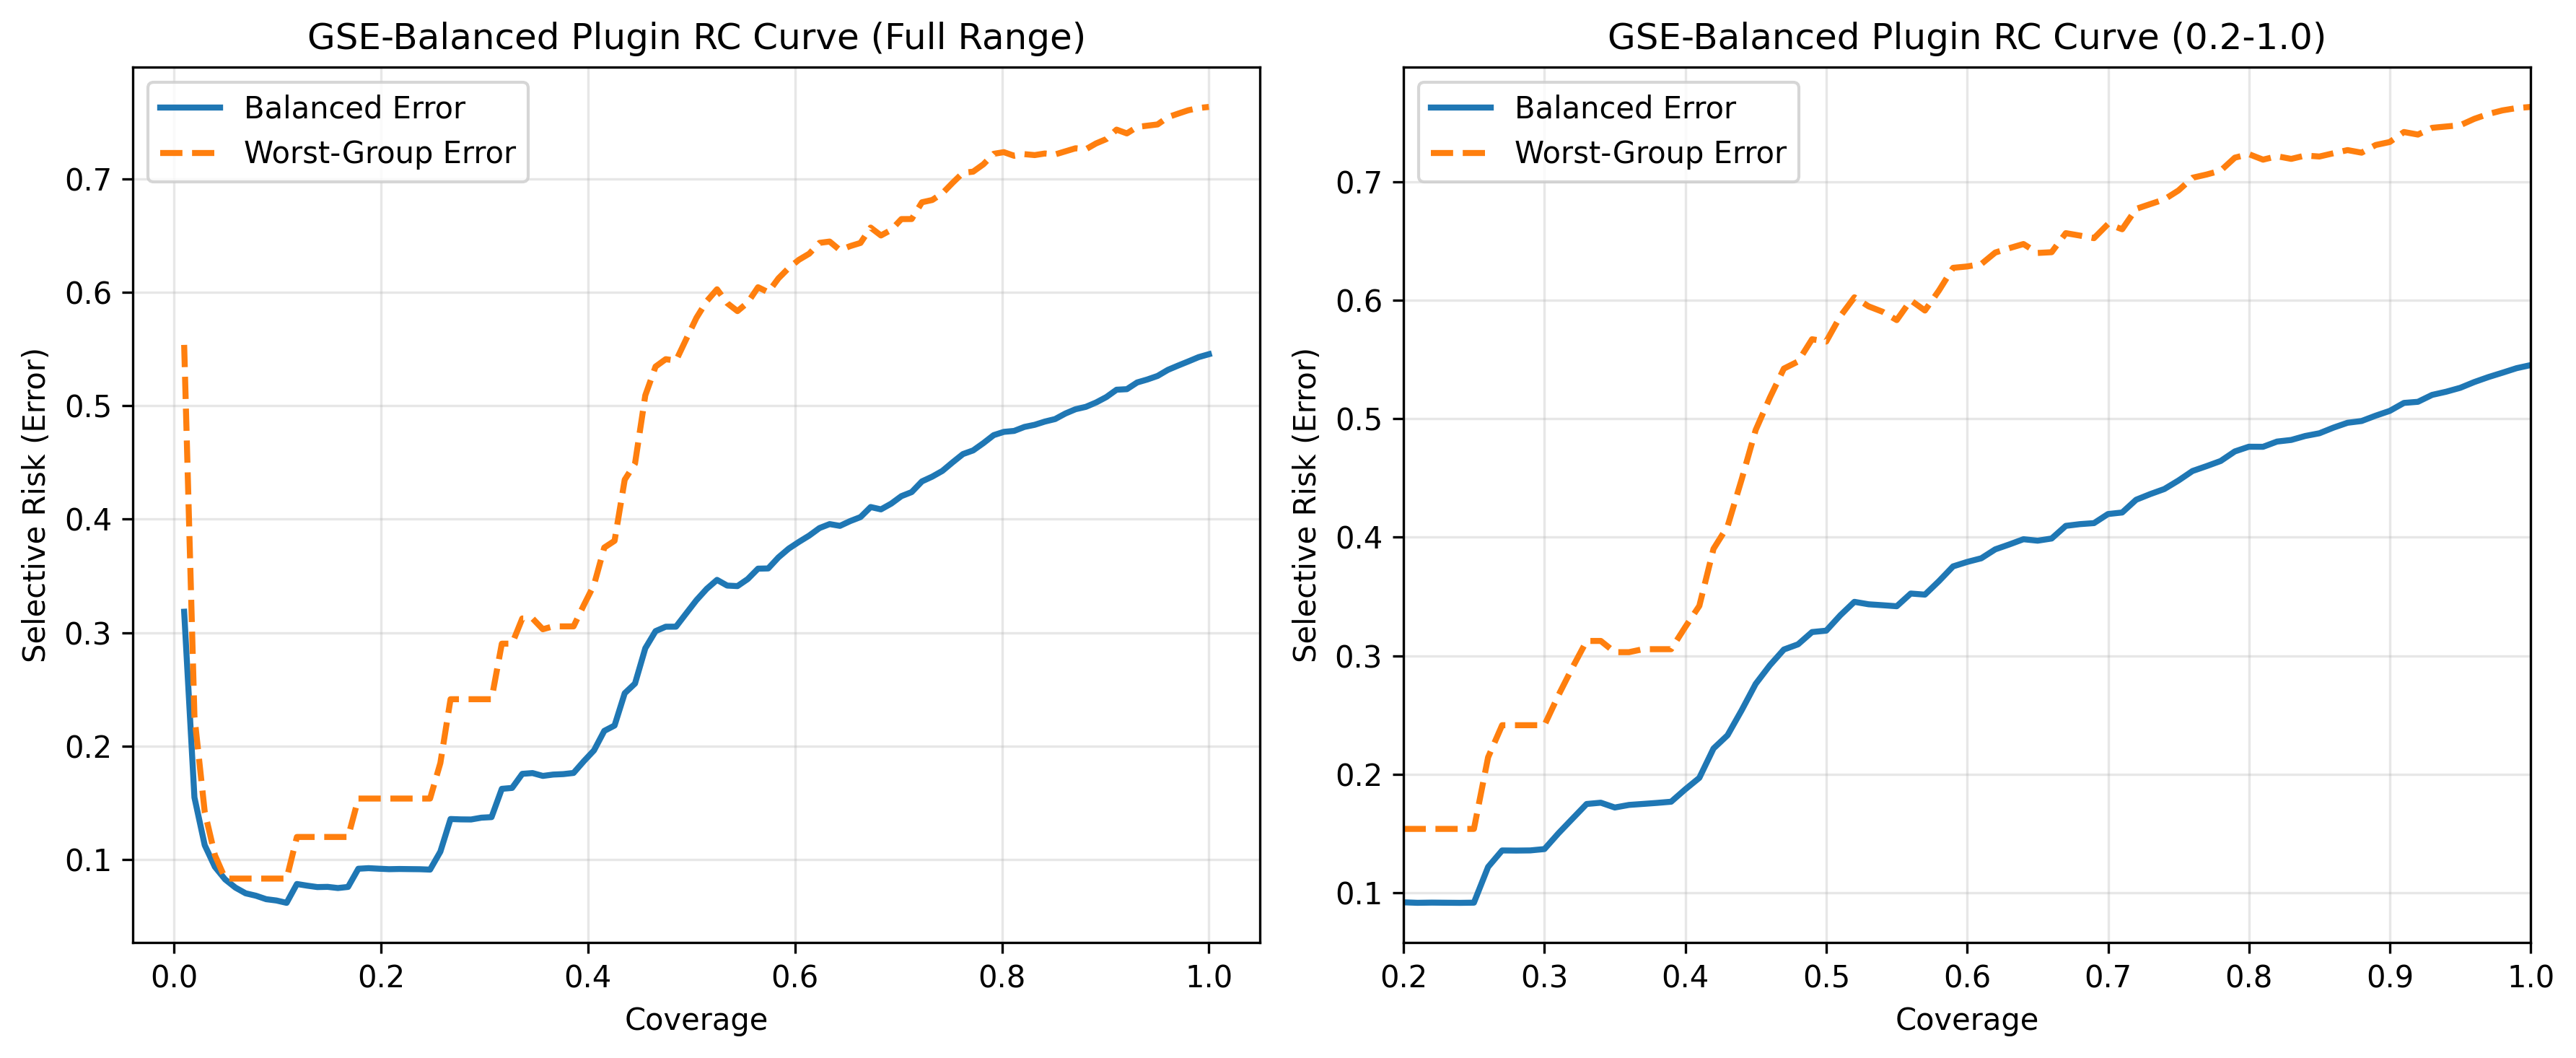 GSE-Balanced Plugin RC Curve (Full Range)
Balanced Error
Worst-Group Error
0.7
0.6
0.5
0.4
0.3
0.2
0.1
Selective Risk (Error)
0.0 0.2 0.4 0.6 0.8 1.0
Coverage
GSE-Balanced Plugin RC Curve (0.2-1.0)
Balanced Error
Worst-Group Error
0.7
0.6
0.5
0.4
0.3
0.2
0.1
Selective Risk (Error)
0.2 0.3 0.4 0.5 0.6 0.7 0.8 0.9 1.0
Coverage